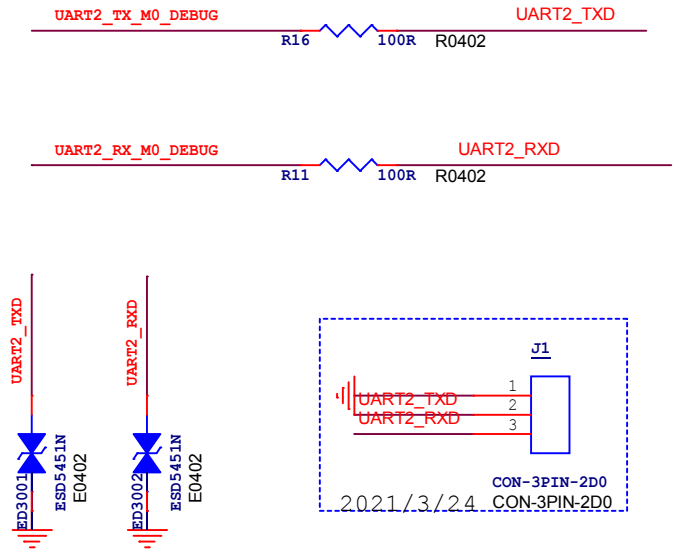 UART2_TX_M0_DEBUG UART2_TXD
R16 100R R0402
UART2_RX_M0_DEBUG UART2_RXD
R11 100R R0402
UART2_TXD
ED3001
ESD5451N
E0402
UART2_RXD
ED3002
ESD5451N
E0402
J1
1
UART2_TXD 2
UART2_RXD 3
CON-3PIN-2D0
2021/3/24 CON-3PIN-2D0